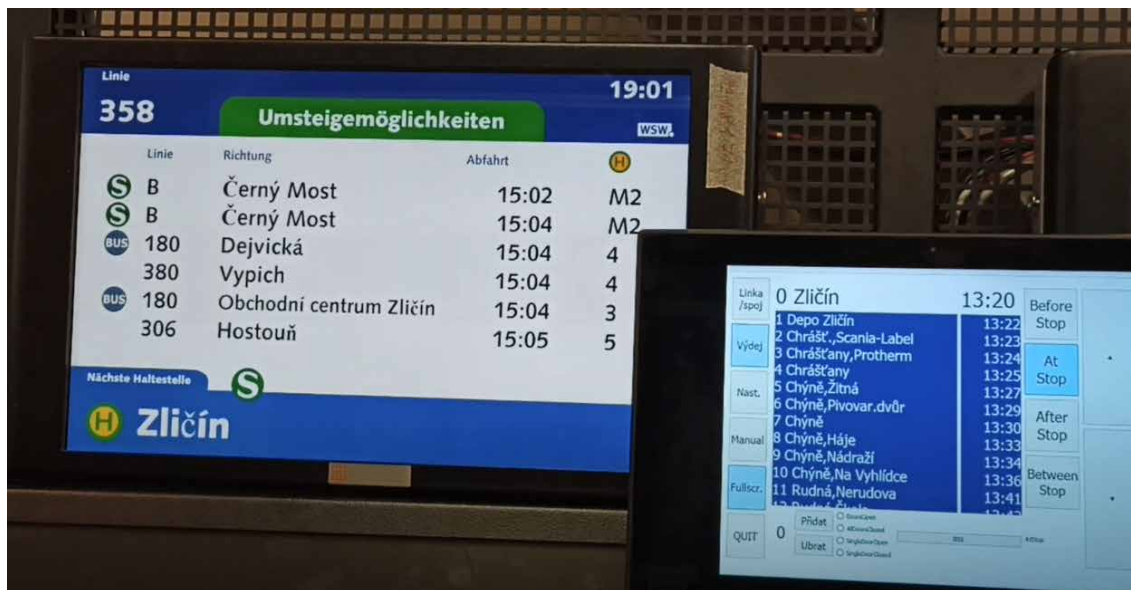 Linie
19:01
358
Umsteigemöglichkeiten
WSW.
Linie Richtung Abfahrt H
S B Černý Most 15:02 M2
S B Černý Most 15:04 M2
BUS 180 Dejvická 15:04 4
380 Vypich 15:04 4
BUS 180 Obchodní centrum Zličín 15:04 3
306 Hostouň 15:05 5
Nächste Haltestelle S
H Zličín
Linka
/spoj
Výdej
Nast.
Manual
Fullscr.
QUIT
0 Zličín 13:20
1 Depo Zličín 13:22
2 Chrášť.,Scania-Label 13:23
3 Chrášťany,Protherm 13:24
4 Chrášťany 13:25
5 Chýně,Žitná 13:27
6 Chýně,Pivovar.dvůr 13:29
7 Chýně 13:30
8 Chýně,Háje 13:33
9 Chýně,Nádraží 13:34
10 Chýně,Na Vyhlídce 13:36
11 Rudná,Nerudova 13:41
Before
Stop
At
Stop
After
Stop
Between
Stop
0
Přidat
Ubrat